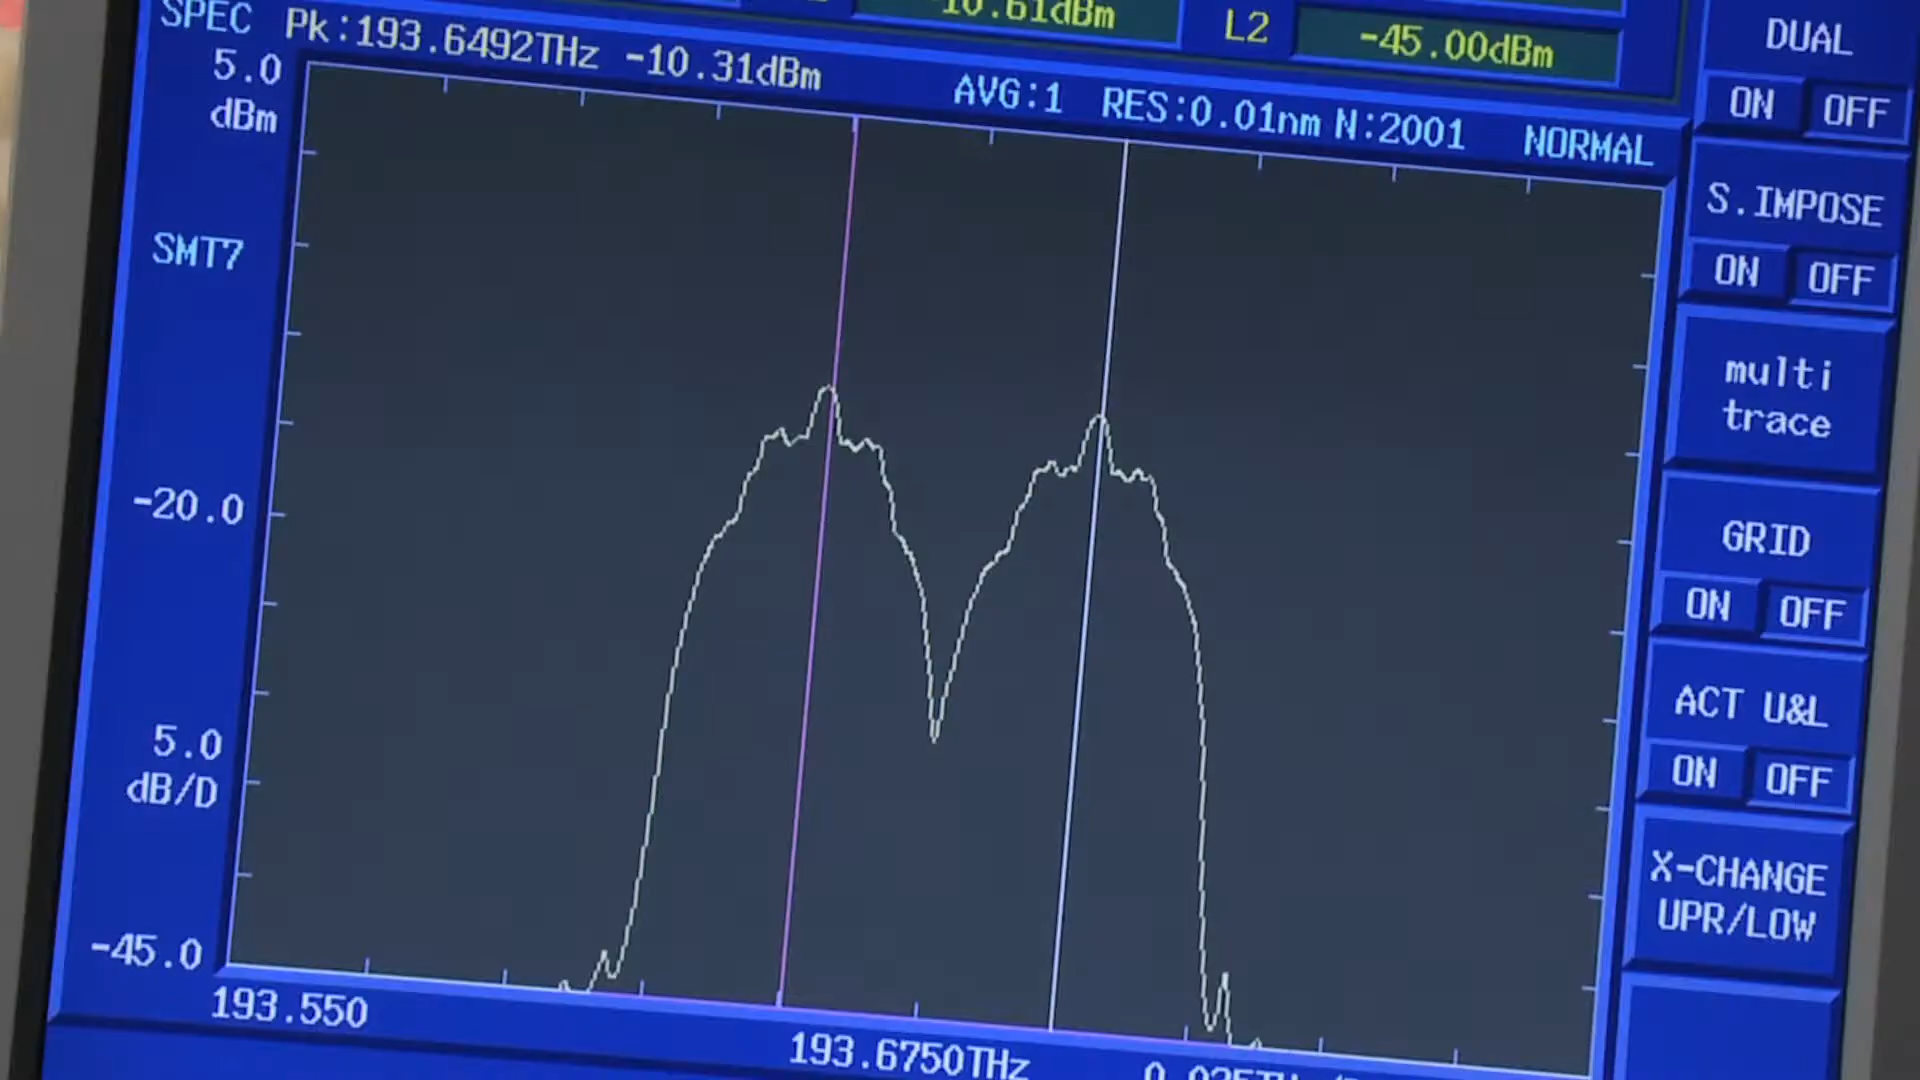 -10.61dBm
L2
-45.00dBm
SPEC Pk:193.6492THz -10.31dBm
AVG:1 RES:0.01nm N:2001 NORMAL
5.0
dBm
SMT7
-20.0
5.0
dB/D
-45.0
193.550
193.6750THz
DUAL
ON OFF
S.IMPOSE
ON OFF
multi
trace
GRID
ON OFF
ACT U&L
ON OFF
X-CHANGE
UPR/LOW